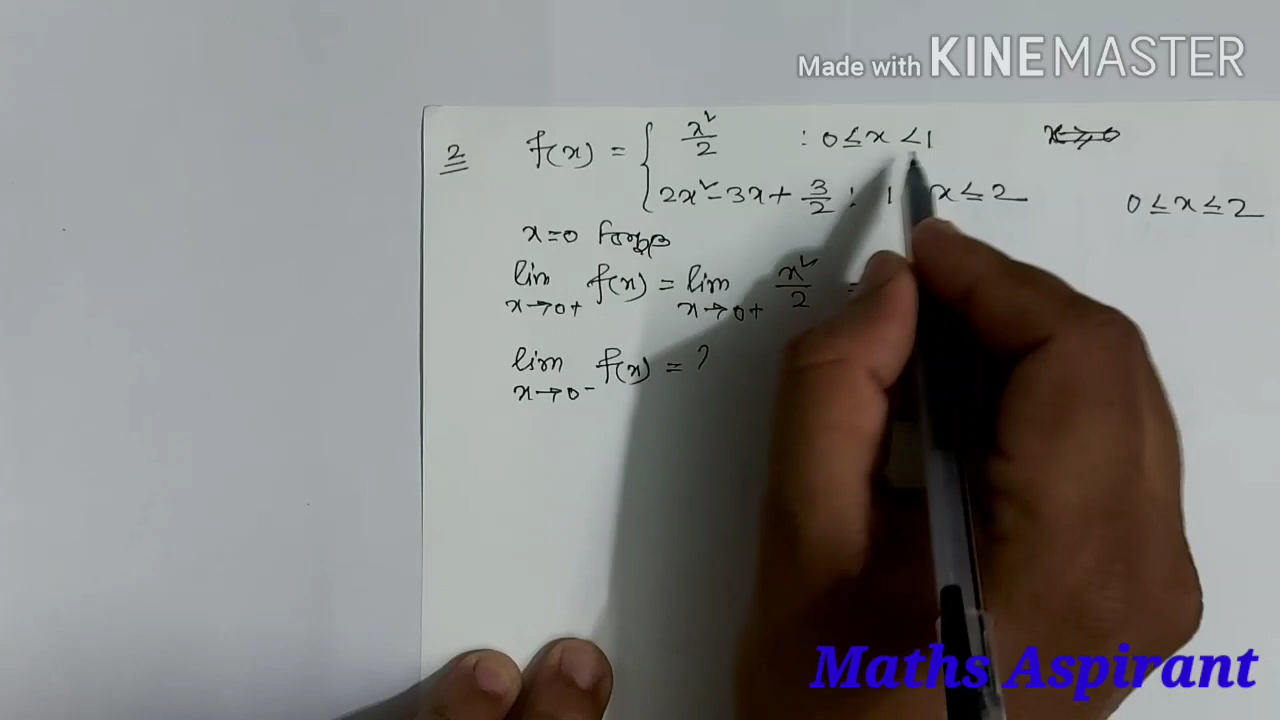 Made with KINEMASTER
2 f(x) = { x²/2 : 0 ≤ x < 1 x ≥ 0
2x² - 3x + 3/2 : 1 x ≤ 2 0 ≤ x ≤ 2
x = 0
lim x→0+ f(x) = lim x→0+ x²/2 =
lim x→0- f(x) = ?
Maths Aspirant